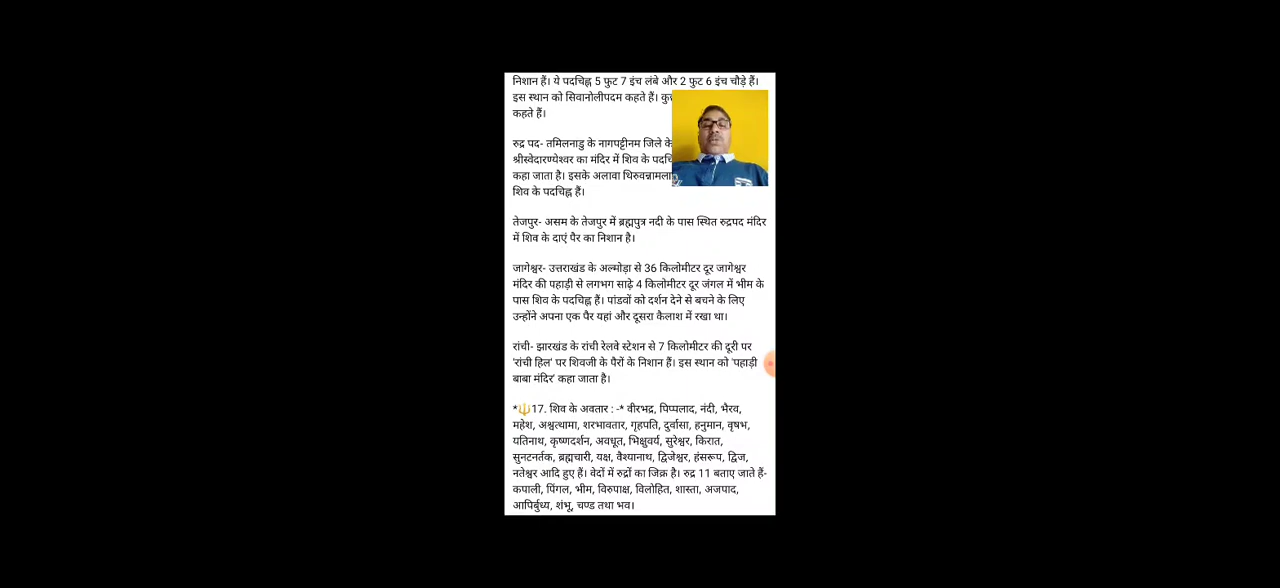 निशान हैं। ये पदचिह्न 5 फुट 7 इंच लंबे और 2 फुट 6 इंच चौड़े हैं।
इस स्थान को सिवानोलीपदम कहते हैं।
कहते हैं।
रुद्र पद- तमिलनाडु के नागपट्टीनम जिले के
श्रीस्वेदारण्येश्वर का मंदिर में शिव के
कहा जाता है। इसके अलावा थिरुवन्नामलाई
शिव के पदचिह्न हैं।
तेजपुर- असम के तेजपुर में ब्रह्मपुत्र नदी के पास स्थित रुद्रपद मंदिर
में शिव के दाएं पैर का निशान है।
जागेश्वर- उत्तराखंड के अल्मोड़ा से 36 किलोमीटर दूर जागेश्वर
मंदिर की पहाड़ी से लगभग साढ़े 4 किलोमीटर दूर जंगल में भीम के
पास शिव के पदचिह्न हैं। पांडवों को दर्शन देने से बचने के लिए
उन्होंने अपना एक पैर यहां और दूसरा कैलाश में रखा था।
रांची- झारखंड के रांची रेलवे स्टेशन से 7 किलोमीटर की दूरी पर
'रांची हिल' पर शिवजी के पैरों के निशान हैं। इस स्थान को 'पहाड़ी
बाबा मंदिर' कहा जाता है।
*🔱17. शिव के अवतार : -* वीरभद्र, पिप्पलाद, नंदी, भैरव,
महेश, अश्वत्थामा, शरभावतार, गृहपति, दुर्वासा, हनुमान, वृषभ,
यतिनाथ, कृष्णदर्शन, अवधूत, भिक्षुवर्य, सुरेश्वर, किरात,
सुनटनर्तक, ब्रह्मचारी, यक्ष, वैश्यानाथ, द्विजेश्वर, हंसरूप, द्विज,
नतेश्वर आदि हुए हैं। वेदों में रुद्रों का जिक्र है। रुद्र 11 बताए जाते हैं-
कपाली, पिंगल, भीम, विरुपाक्ष, विलोहित, शास्ता, अजपाद,
आपिर्बुध्य, शंभू, चण्ड तथा भव।